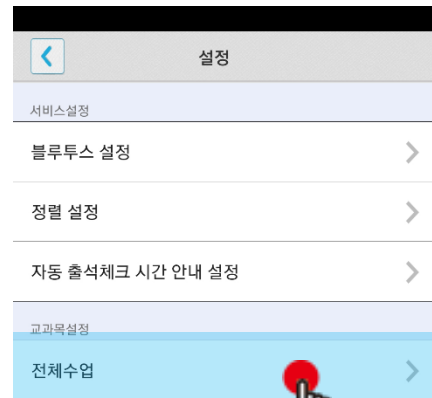 설정
서비스설정
블루투스 설정
정렬 설정
자동 출석체크 시간 안내 설정
교과목설정
전체수업